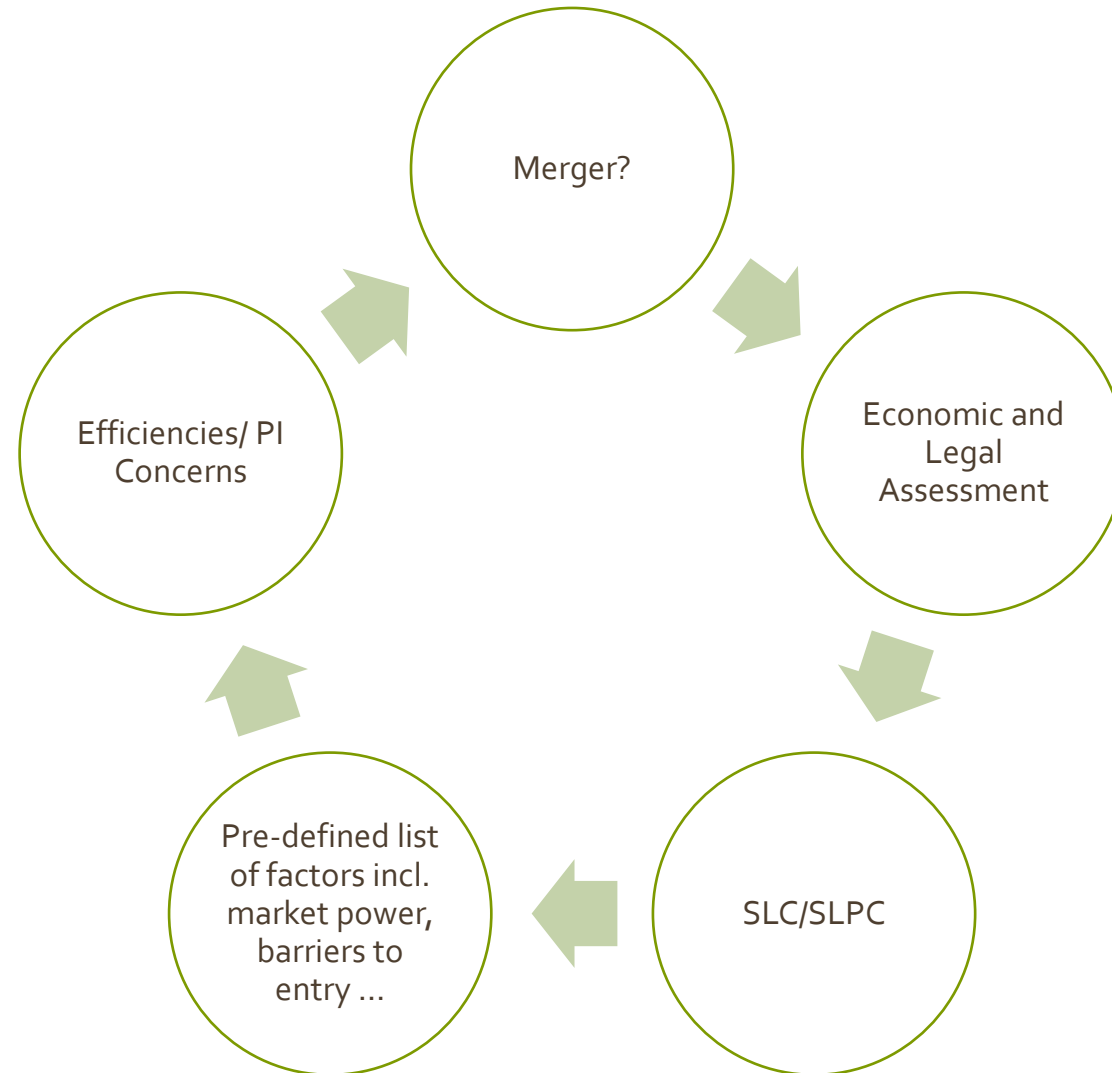 Merger?
Economic and
Legal
Assessment
SLC/SLPC
Pre-defined list
of factors incl.
market power,
barriers to
entry ...
Efficiencies/ PI
Concerns